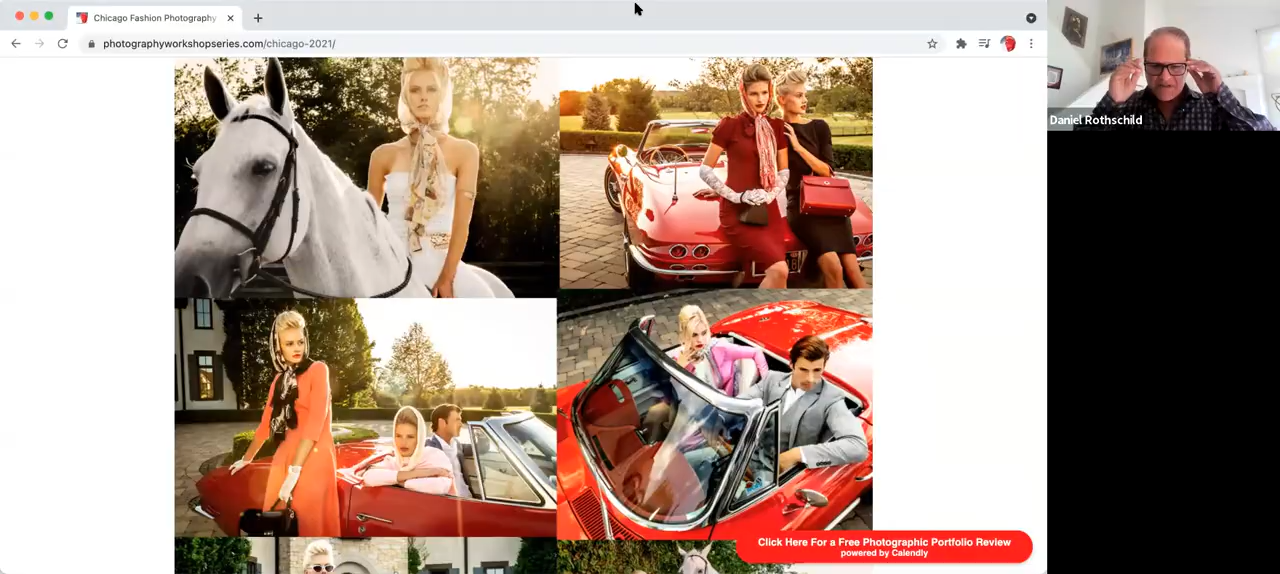 Chicago Fashion Photography
photographyworkshopseries.com/chicago-2021/
Daniel Rothschild
Click Here For a Free Photographic Portfolio Review
powered by Calendly